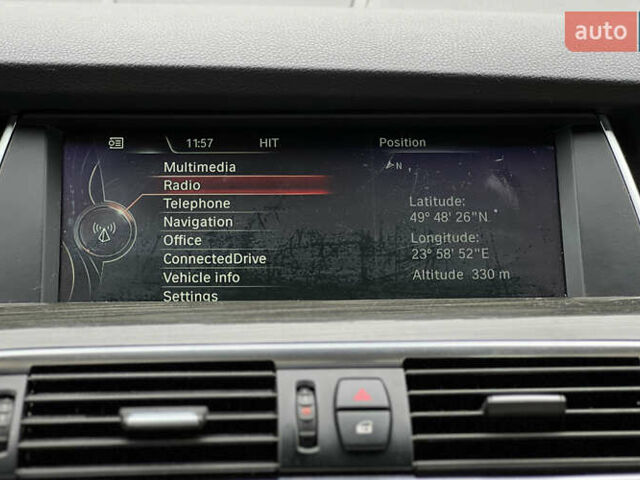 auto
11:57 HIT Position
Multimedia
N
Radio
Telephone
Latitude:
Navigation
49° 48' 26"N
Office
Longitude:
ConnectedDrive
23° 58' 52"E
Vehicle info
Altitude 330 m
Settings